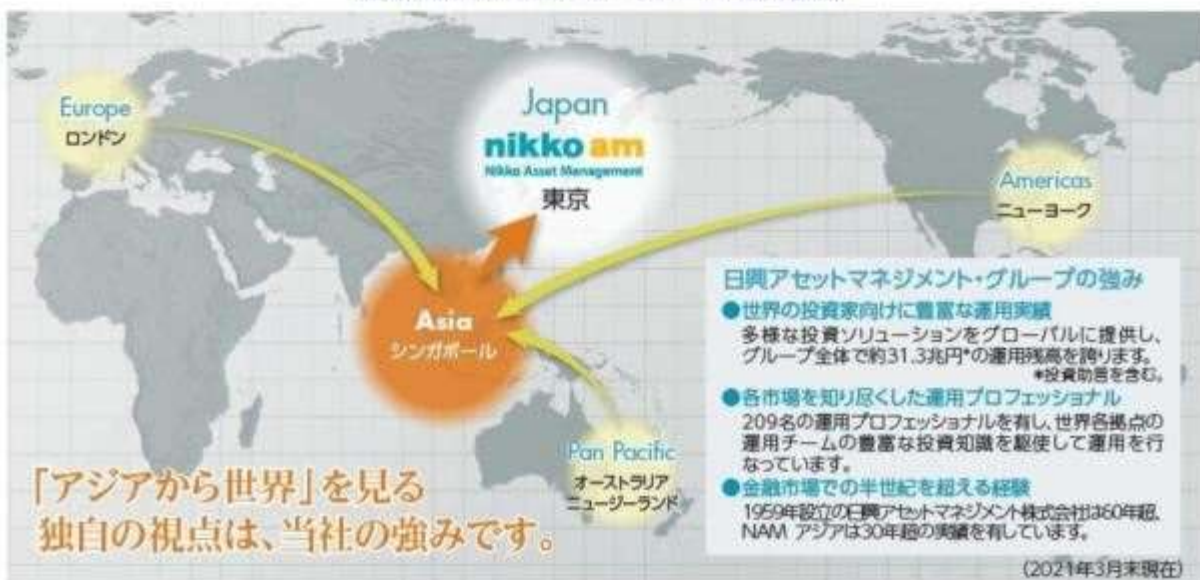 Europe
ロンドン
Japan
nikko am
Nikko Asset Management
東京
Americas
ニューヨーク
Asia
シンガポール
Pan Pacific
オーストラリア
ニュージーランド
「アジアから世界」を見る
独自の視点は、当社の強みです。
日興アセットマネジメント・グループの強み
●世界の投資家向けに豊富な運用実績
多様な投資ソリューションをグローバルに提供し、
グループ全体で約31.3兆円*の運用残高を誇ります。
*投資助言を含む。
●各市場を知り尽くした運用プロフェッショナル
209名の運用プロフェッショナルを有し、世界各拠点の
運用チームの豊富な投資知識を駆使して運用を行
なっています。
●金融市場での半世紀を超える経験
1959年設立の日興アセットマネジメント株式会社は60年超、
NAM アジアは30年超の実績を有しています。
(2021年3月末現在)